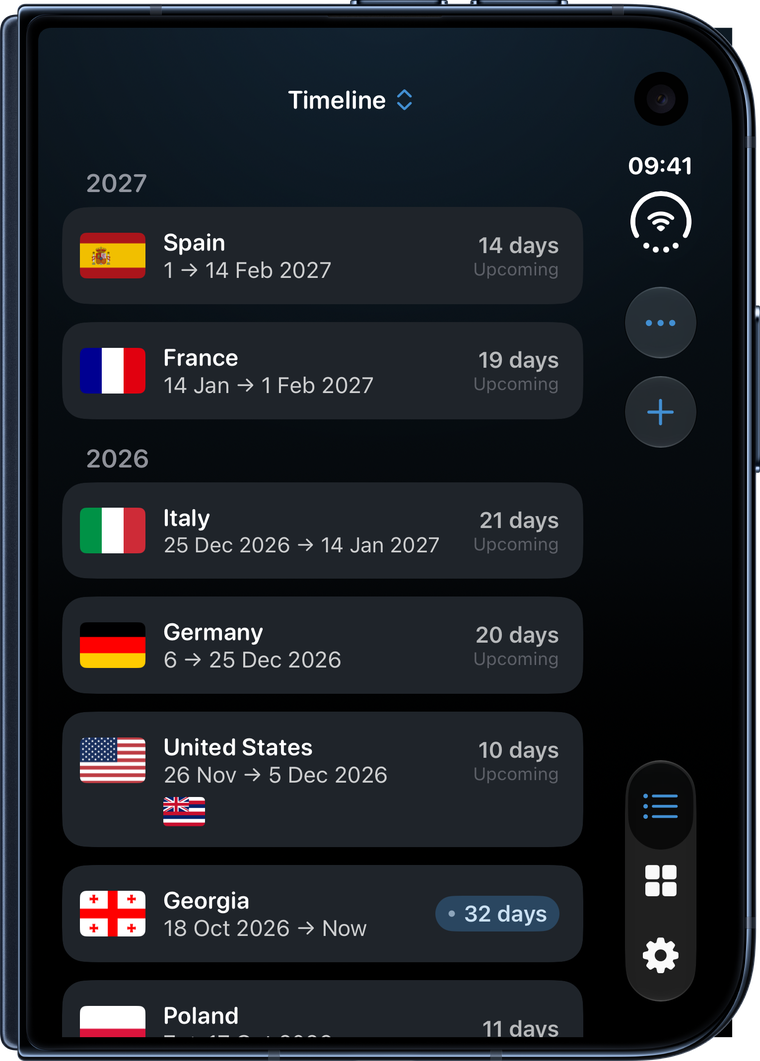 Timeline
09:41
2027
Spain
14 days
1 → 14 Feb 2027
Upcoming
France
19 days
14 Jan → 1 Feb 2027
Upcoming
2026
Italy
21 days
25 Dec 2026 → 14 Jan 2027
Upcoming
Germany
20 days
6 → 25 Dec 2026
Upcoming
United States
10 days
26 Nov → 5 Dec 2026
Upcoming
Georgia
32 days
18 Oct 2026 → Now
Poland
11 days